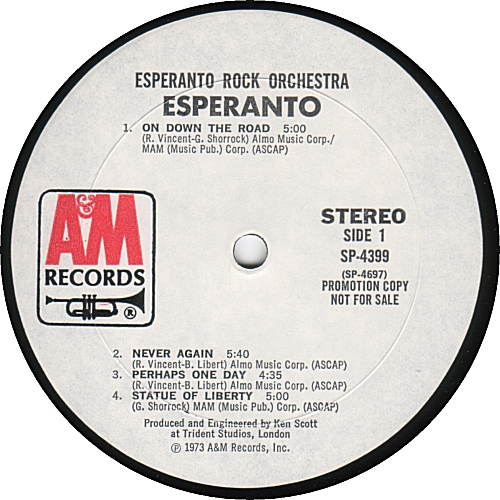 ESPERANTO ROCK ORCHESTRA
ESPERANTO
1. ON DOWN THE ROAD 5:00
(R. Vincent-G. Shorrock) Almo Music Corp./
MAM (Music Pub.) Corp. (ASCAP)
A&M
RECORDS
®
STEREO
SIDE 1
SP-4399
(SP-4697)
PROMOTION COPY
NOT FOR SALE
2. NEVER AGAIN 5:40
(R. Vincent-B. Libert) Almo Music Corp. (ASCAP)
3. PERHAPS ONE DAY 4:35
(R. Vincent-B. Libert) Almo Music Corp. (ASCAP)
4. STATUE OF LIBERTY 5:00
(G. Shorrock) MAM (Music Pub.) Corp. (ASCAP)
Produced and Engineered by Ken Scott
at Trident Studios, London
℗ 1973 A&M Records, Inc.